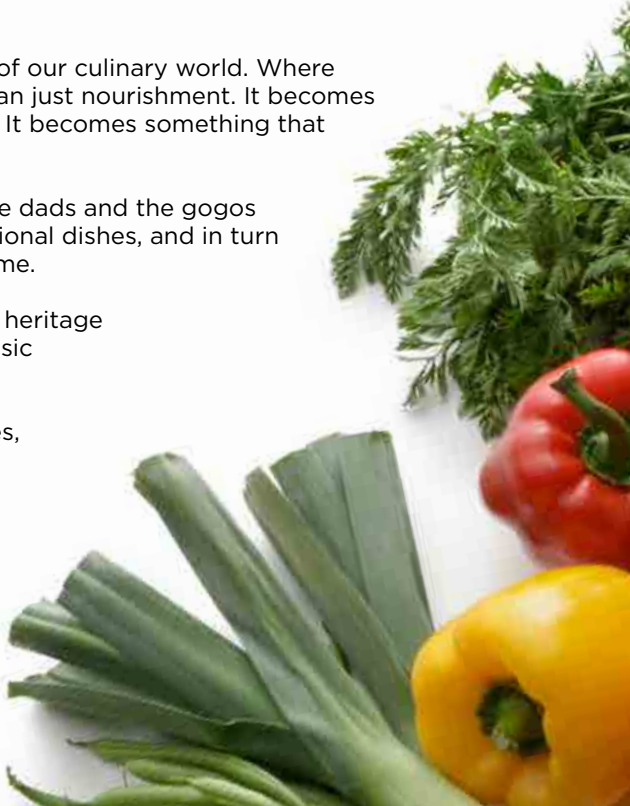 of our culinary world. Where
an just nourishment. It becomes
It becomes something that
e dads and the gogos
ional dishes, and in turn
me.
heritage
sic
es,